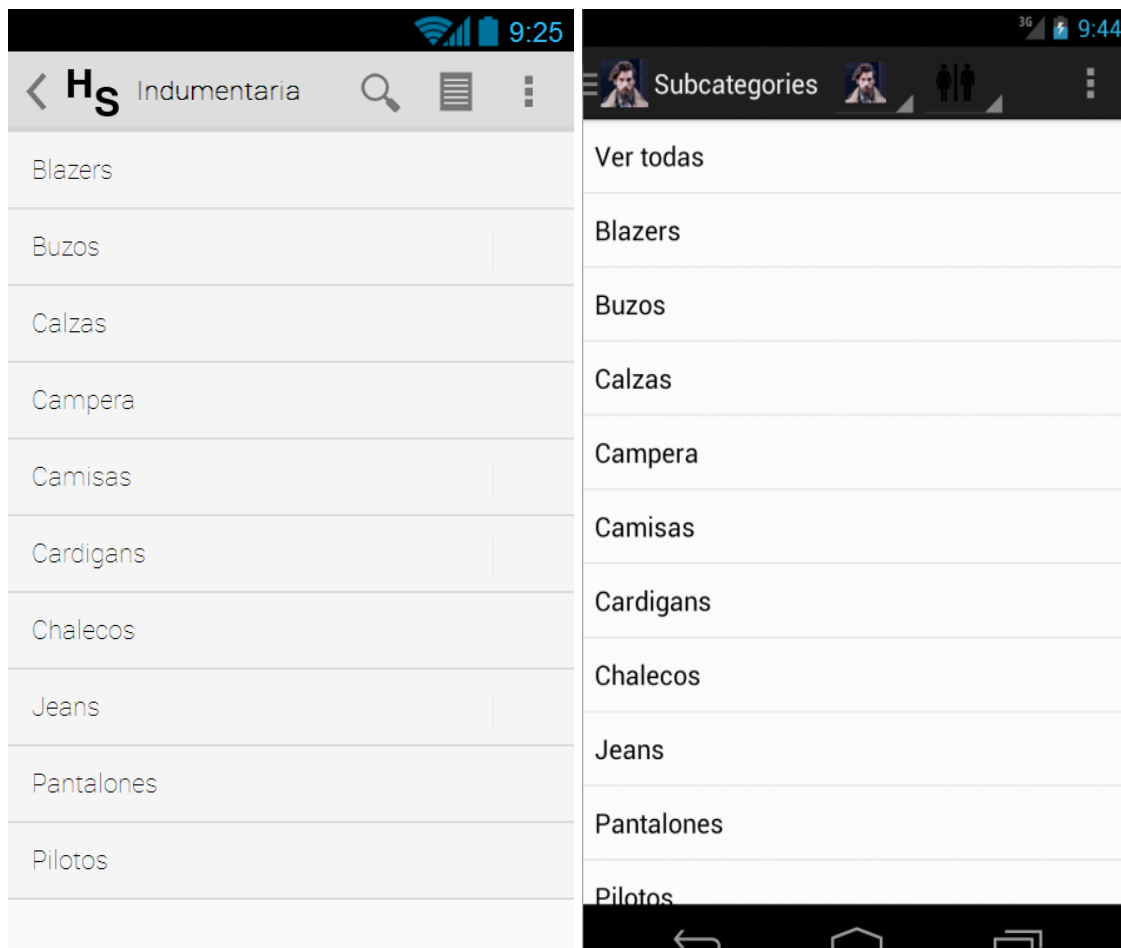 9:25
HS Indumentaria
Blazers
Buzos
Calzas
Campera
Camisas
Cardigans
Chalecos
Jeans
Pantalones
Pilotos
3G 9:44
Subcategories
Ver todas
Blazers
Buzos
Calzas
Campera
Camisas
Cardigans
Chalecos
Jeans
Pantalones
Pilotos